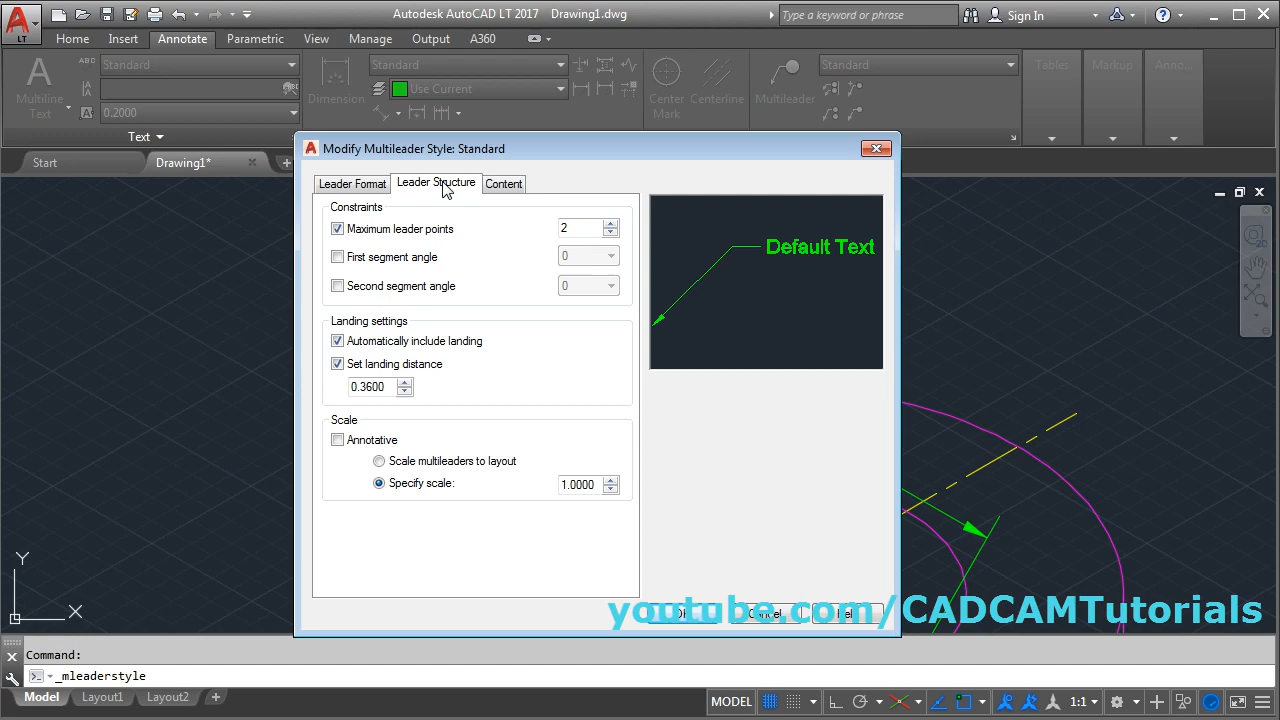 Autodesk AutoCAD LT 2017 Drawing1.dwg
Type a keyword or phrase
Sign In
LT
Home Insert Annotate Parametric View Manage Output A360
Multiline
Text
ABC
Standard
0.2000
Text
Dimension
Standard
Use Current
Center
Mark
Centerline
Multileader
Standard
Tables
Markup
Anno...
Start
Drawing1*
Modify Multileader Style: Standard
Leader Format
Leader Structure
Content
Constraints
Maximum leader points
2
First segment angle
0
Second segment angle
0
Landing settings
Automatically include landing
Set landing distance
0.3600
Scale
Annotative
Scale multileaders to layout
Specify scale:
1.0000
Default Text
Cancel
youtube.com/CADCAMTutorials
Y
X
Command:
_mleaderstyle
Model Layout1 Layout2
MODEL
1:1